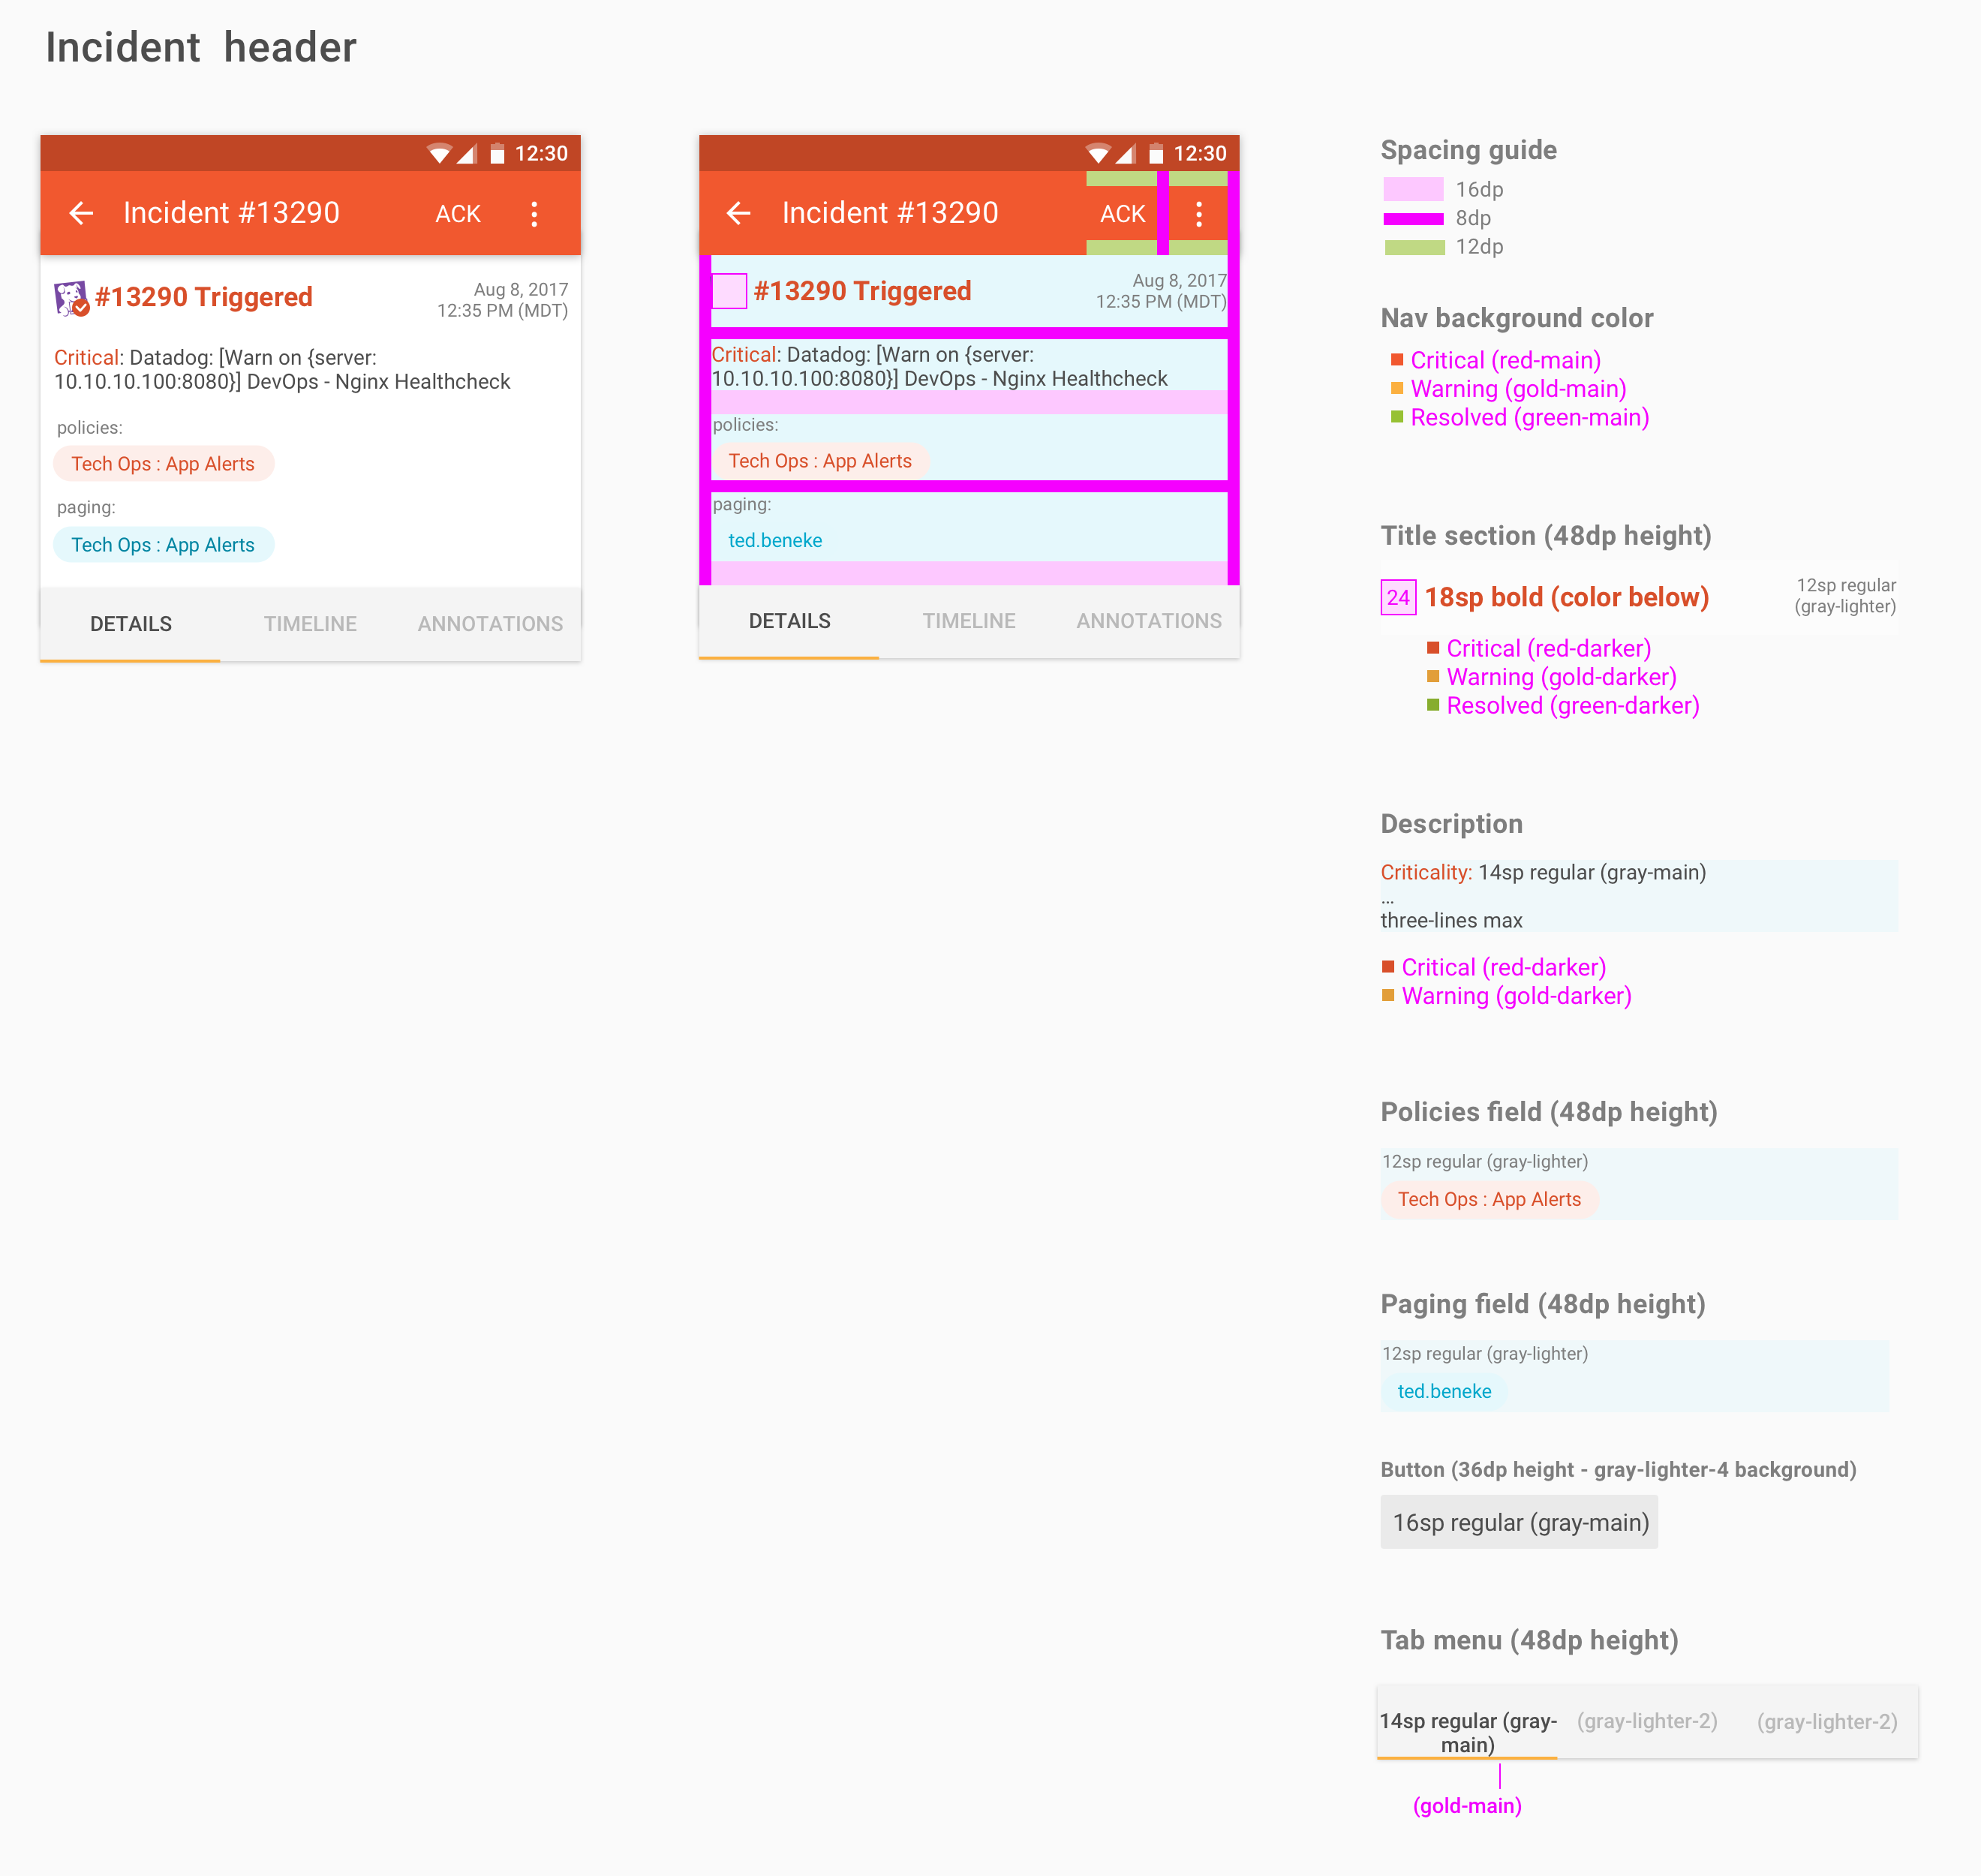 Incident header
12:30
Incident #13290 ACK
#13290 Triggered
Aug 8, 2017
12:35 PM (MDT)
Critical: Datadog: [Warn on {server:
10.10.10.100:8080}] DevOps - Nginx Healthcheck
policies:
Tech Ops : App Alerts
paging:
Tech Ops : App Alerts
DETAILS TIMELINE ANNOTATIONS
12:30
Incident #13290 ACK
#13290 Triggered
Aug 8, 2017
12:35 PM (MDT)
Critical: Datadog: [Warn on {server:
10.10.10.100:8080}] DevOps - Nginx Healthcheck
policies:
Tech Ops : App Alerts
paging:
ted.beneke
DETAILS TIMELINE ANNOTATIONS
Spacing guide
16dp
8dp
12dp
Nav background color
Critical (red-main)
Warning (gold-main)
Resolved (green-main)
Title section (48dp height)
24 18sp bold (color below)
12sp regular
(gray-lighter)
Critical (red-darker)
Warning (gold-darker)
Resolved (green-darker)
Description
Criticality: 14sp regular (gray-main)
...
three-lines max
Critical (red-darker)
Warning (gold-darker)
Policies field (48dp height)
12sp regular (gray-lighter)
Tech Ops : App Alerts
Paging field (48dp height)
12sp regular (gray-lighter)
ted.beneke
Button (36dp height - gray-lighter-4 background)
16sp regular (gray-main)
Tab menu (48dp height)
14sp regular (gray-
main)
(gray-lighter-2)
(gray-lighter-2)
(gold-main)